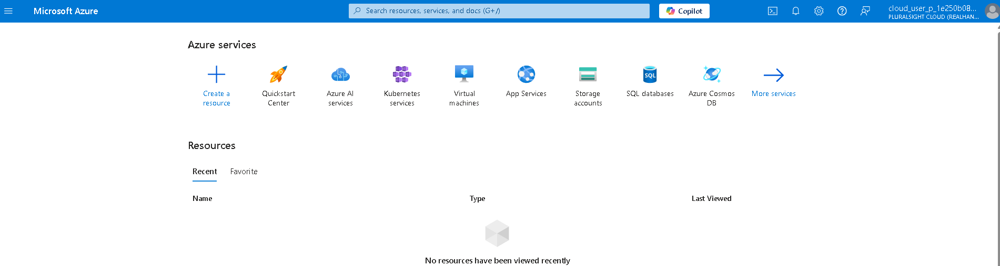 Microsoft Azure
Search resources, services, and docs (G+/)
Copilot
cloud_user_p_1e250b08...
PLURALSIGHT CLOUD (REALHAN...
Azure services
Create a
resource
Quickstart
Center
Azure AI
services
Kubernetes
services
Virtual
machines
App Services
Storage
accounts
SQL
SQL databases
Azure Cosmos
DB
More services
Resources
Recent
Favorite
Name
Type
Last Viewed
No resources have been viewed recently